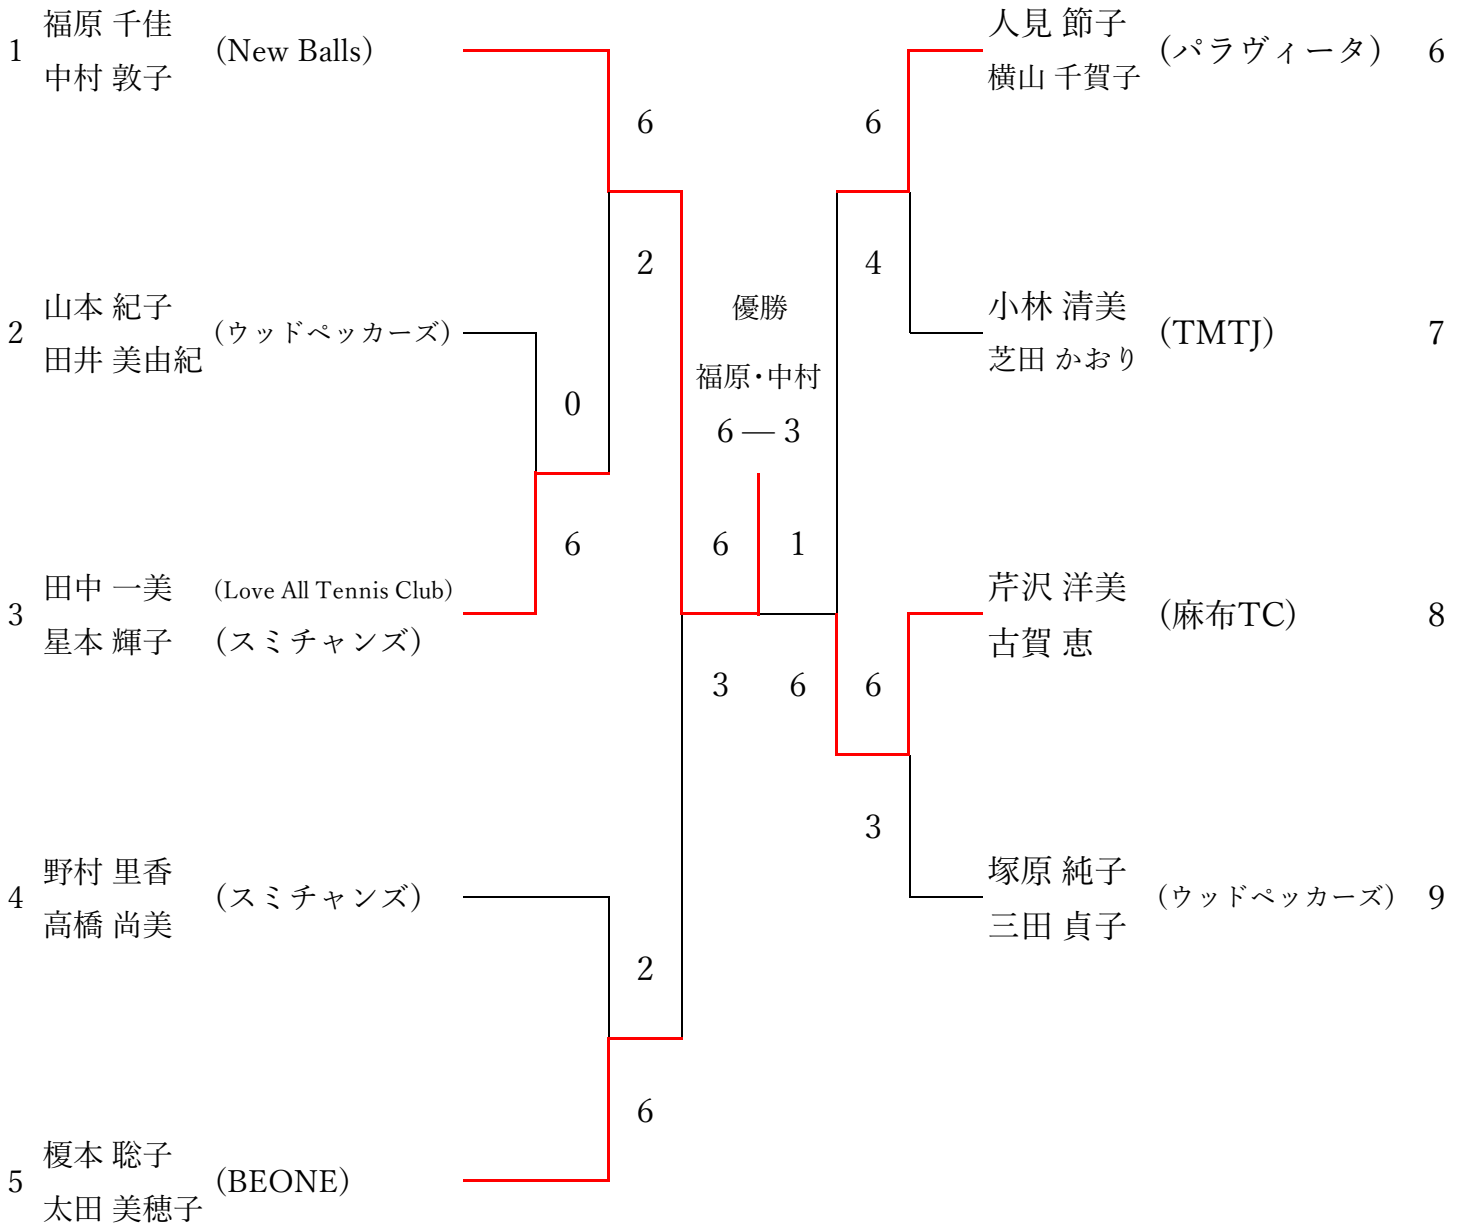 1 福原 千佳 (New Balls)
中村 敦子
2 山本 紀子 (ウッドペッカーズ)
田井 美由紀
3 田中 一美 (Love All Tennis Club)
星本 輝子 (スミチャンズ)
4 野村 里香 (スミチャンズ)
高橋 尚美
5 榎本 聡子 (BEONE)
太田 美穂子
6
2
0
6
2
6
優勝
福原・中村
6 — 3
6 1
3 6
6
4
6
3
人見 節子 (パラヴィータ) 6
横山 千賀子
小林 清美 (TMTJ) 7
芝田 かおり
芹沢 洋美 (麻布TC) 8
古賀 恵
塚原 純子 (ウッドペッカーズ) 9
三田 貞子